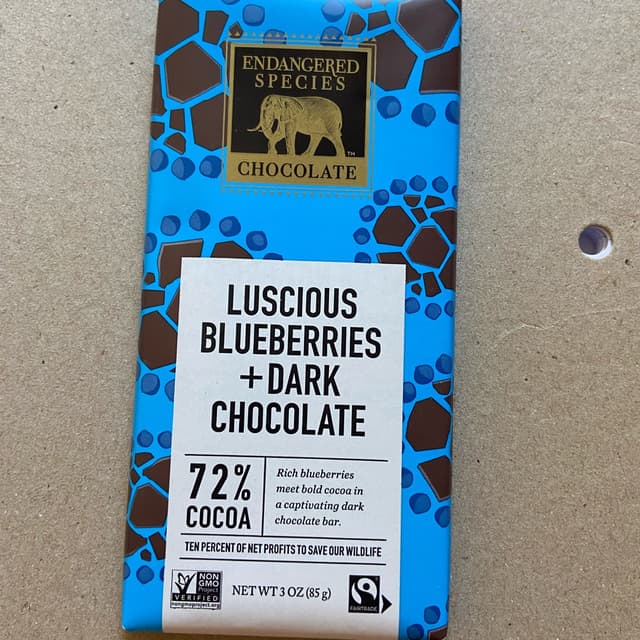 ENDANGERED
SPECIES
TM
CHOCOLATE
LUSCIOUS
BLUEBERRIES
+DARK
CHOCOLATE
72%
COCOA
Rich blueberries
meet bold cocoa in
a captivating dark
chocolate bar.
TEN PERCENT OF NET PROFITS TO SAVE OUR WILDLIFE
NON
GMO
Project
VERIFIED
nongmoproject.org
NET WT 3 OZ (85 g)
FAIRTRADE